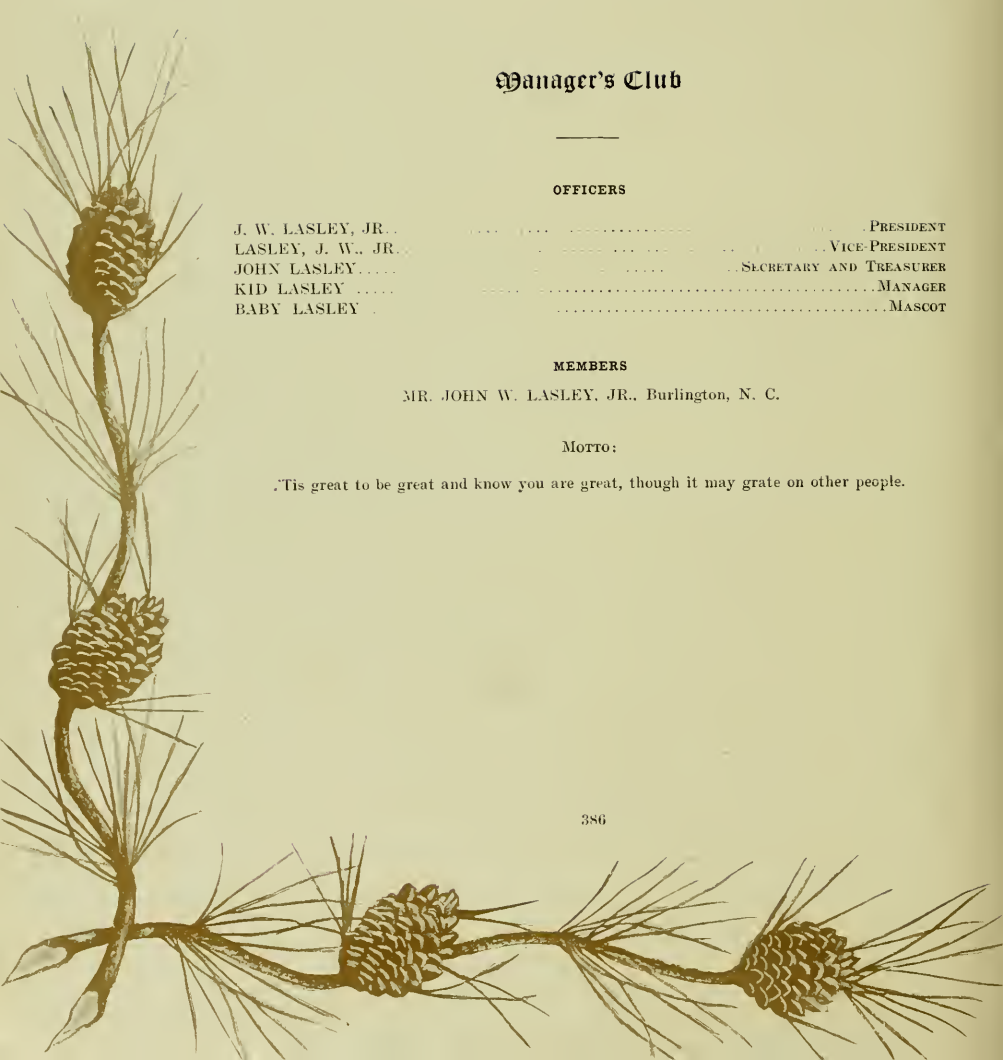 Manager's Club
OFFICERS
J. W. LASLEY, JR. . . . . . . . . . . . . . . . . . . . . . PRESIDENT
LASLEY, J. W., JR. . . . . . . . . . . . . VICE-PRESIDENT
JOHN LASLEY. . . . . . . . . . . . SECRETARY AND TREASURER
KID LASLEY . . . . . . . . . . . . . . . . . . . . . . . MANAGER
BABY LASLEY . . . . . . . . . . . . . . . . . . . . . . MASCOT
MEMBERS
MR. JOHN W. LASLEY, JR., Burlington, N. C.
MOTTO:
'Tis great to be great and know you are great, though it may grate on other people.
386